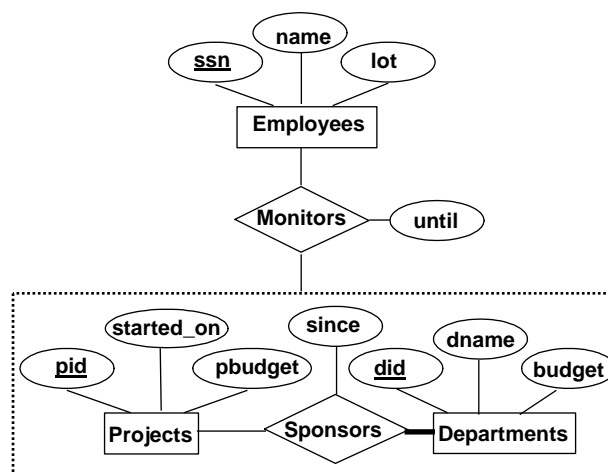 name
ssn
lot
Employees
Monitors
until
started_on
since
dname
pid
pbudget
did
budget
Projects
Sponsors
Departments